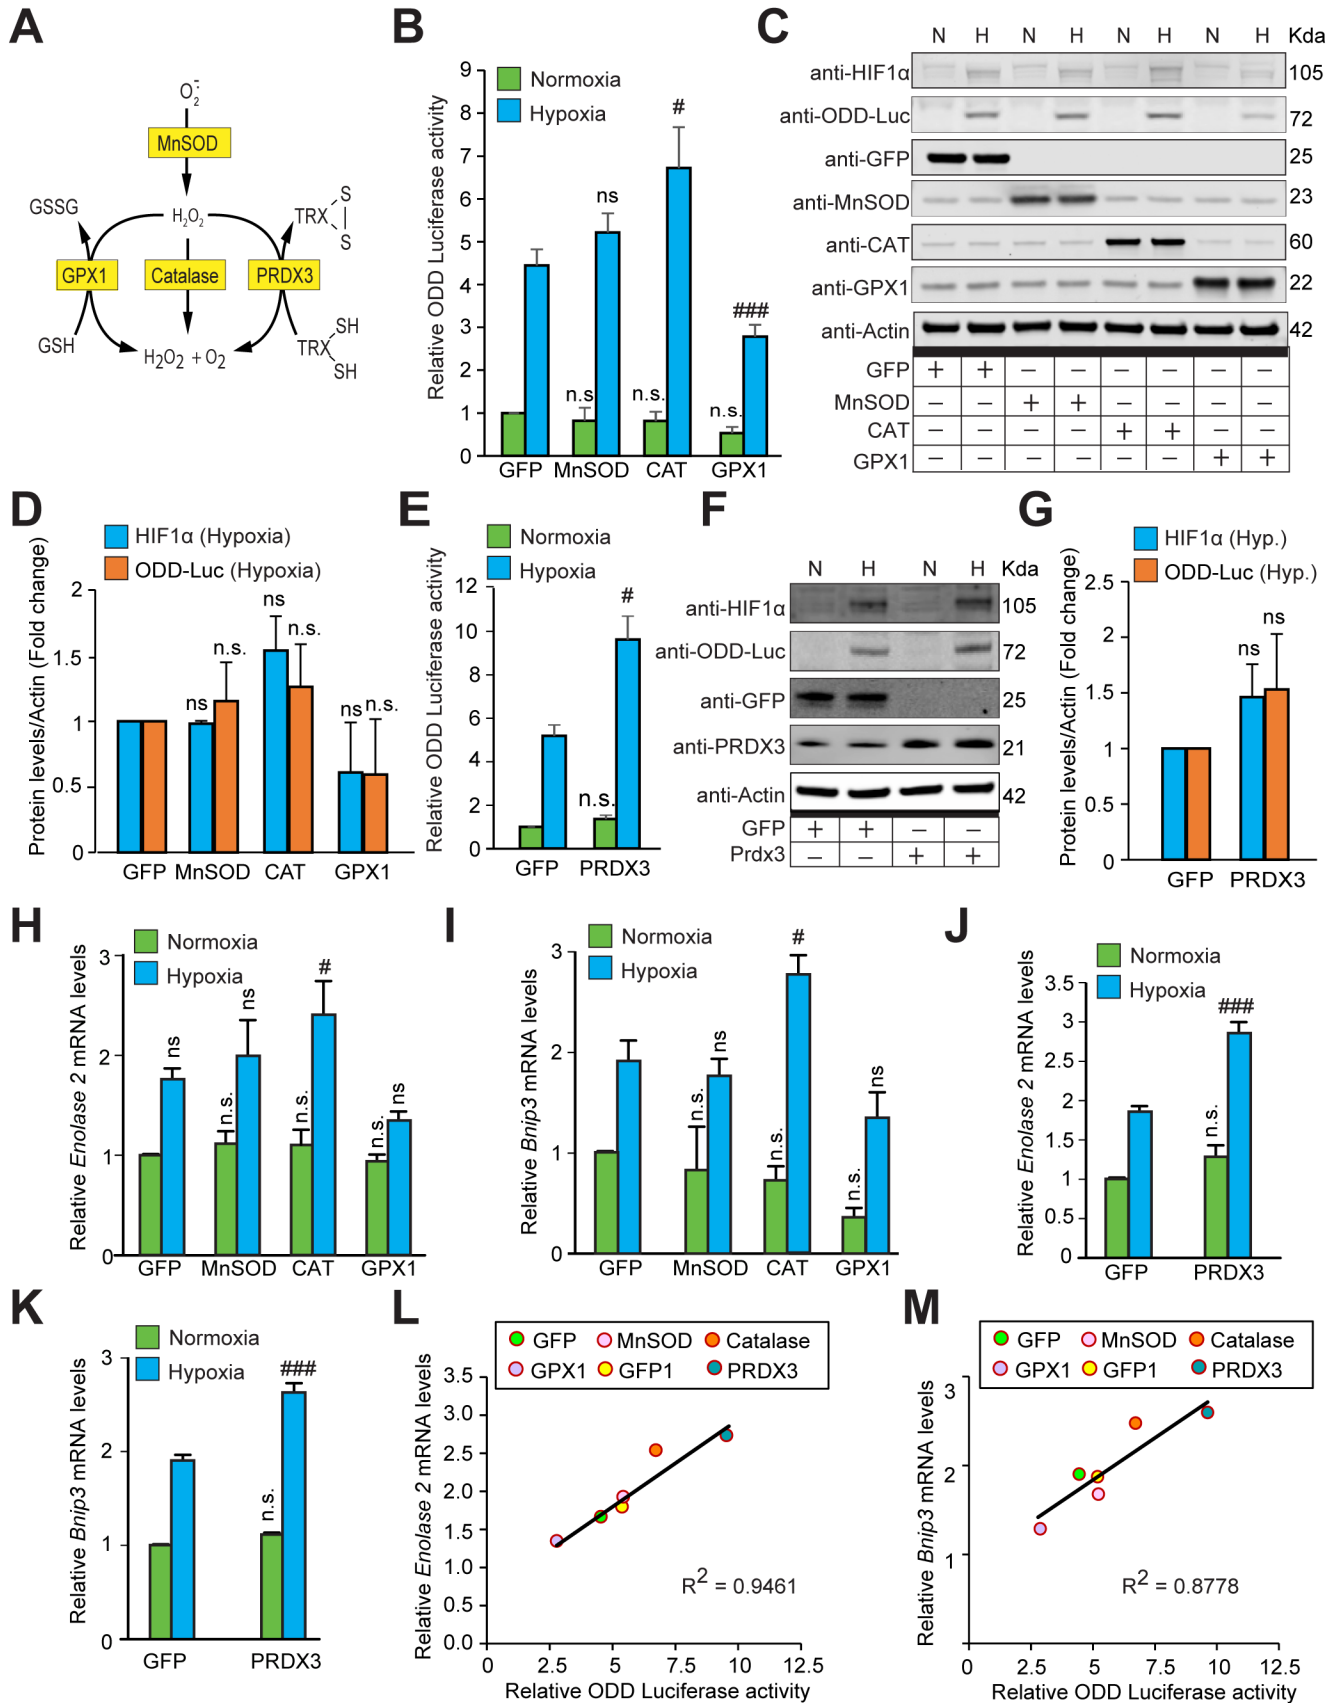 A
O2∸
MnSOD
GSSG
H2O2
TRX
S
S
GPX1
Catalase
PRDX3
GSH
H2O2 + O2
TRX
SH
SH
B
Normoxia
Hypoxia
Relative ODD Luciferase activity
9
8
7
6
5
4
3
2
1
0
n.s.
ns
n.s.
#
n.s.
###
GFP MnSOD CAT GPX1
C
N H N H N H N H Kda
anti-HIF1α 105
anti-ODD-Luc 72
anti-GFP 25
anti-MnSOD 23
anti-CAT 60
anti-GPX1 22
anti-Actin 42
GFP + + – – – – – –
MnSOD – – + + – – – –
CAT – – – – + + – –
GPX1 – – – – – – + +
D
HIF1α (Hypoxia)
ODD-Luc (Hypoxia)
Protein levels/Actin (Fold change)
2
1.5
1
0.5
0
ns
n.s.
ns
n.s.
ns
n.s.
GFP MnSOD CAT GPX1
E
Normoxia
Hypoxia
Relative ODD Luciferase activity
12
10
8
6
4
2
0
n.s.
#
GFP PRDX3
F
N H N H Kda
anti-HIF1α 105
anti-ODD-Luc 72
anti-GFP 25
anti-PRDX3 21
anti-Actin 42
GFP + + – –
Prdx3 – – + +
G
HIF1α (Hyp.)
ODD-Luc (Hyp.)
Protein levels/Actin (Fold change)
2.5
2
1.5
1
0.5
0
ns
ns
GFP PRDX3
H
Normoxia
Hypoxia
Relative Enolase 2 mRNA levels
3
2
1
0
ns
n.s.
ns
n.s.
#
n.s.
ns
GFP MnSOD CAT GPX1
I
Normoxia
Hypoxia
Relative Bnip3 mRNA levels
3
2
1
0
n.s.
ns
n.s.
#
n.s.
ns
GFP MnSOD CAT GPX1
J
Normoxia
Hypoxia
Relative Enolase 2 mRNA levels
3.5
3
2.5
2
1.5
1
0.5
0
n.s.
###
GFP PRDX3
K
Normoxia
Hypoxia
Relative Bnip3 mRNA levels
3
2
1
0
n.s.
###
GFP PRDX3
L
GFP MnSOD Catalase
GPX1 GFP1 PRDX3
Relative Enolase 2 mRNA levels
3.5
3.0
2.5
2.0
1.5
1.0
0.5
0.0
R2 = 0.9461
0 2.5 5 7.5 10 12.5
Relative ODD Luciferase activity
M
GFP MnSOD Catalase
GPX1 GFP1 PRDX3
Relative Bnip3 mRNA levels
3
2
1
R2 = 0.8778
0 2.5 5 7.5 10 12.5
Relative ODD Luciferase activity